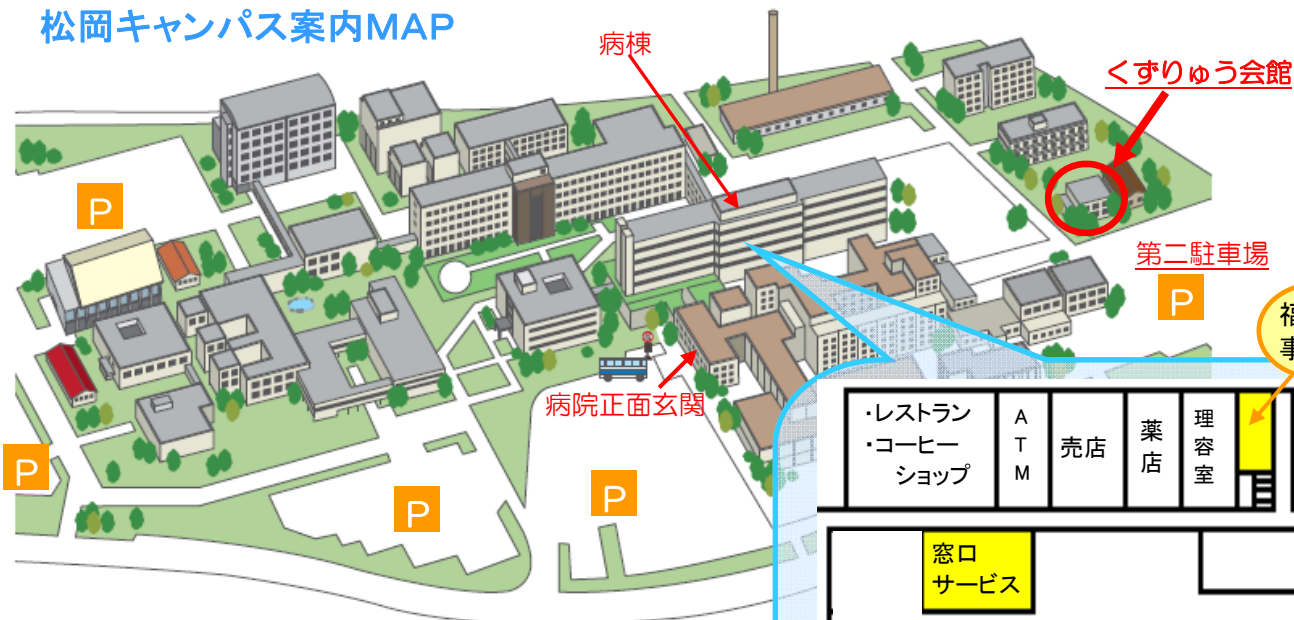 松岡キャンパス案内MAP
病棟
くずりゅう会館
P
第二駐車場
P
福
事
病院正面玄関
P
P
P
・レストラン
・コーヒー
ショップ
ATM
売店
薬店
理容室
窓口
サービス